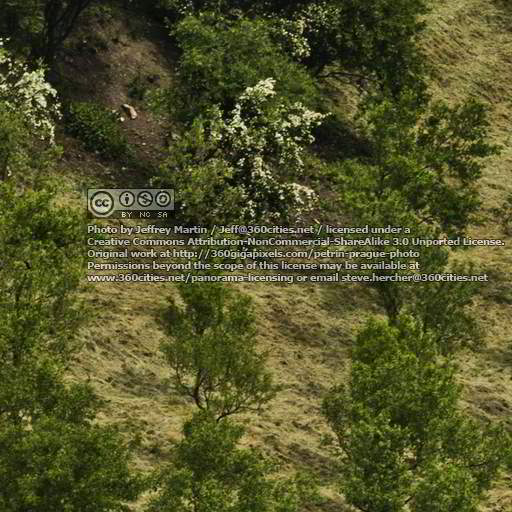 cc
BY NC SA
Photo by Jeffrey Martin / Jeff@360cities.net / licensed under a
Creative Commons Attribution-NonCommercial-ShareAlike 3.0 Unported License.
Original work at http://360gigapixels.com/petrin-prague-photo
Permissions beyond the scope of this license may be available at
www.360cities.net/panorama-licensing or email steve.hercher@360cities.net